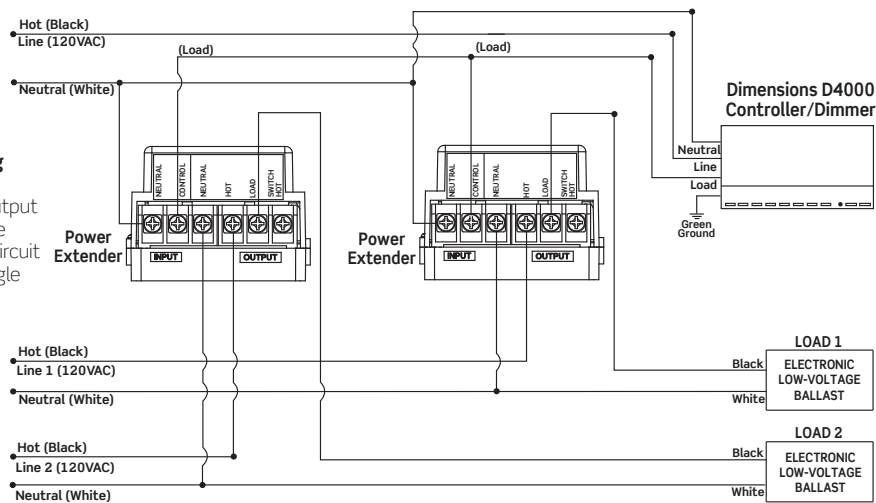 Hot (Black)
Line (120VAC)
(Load)
(Load)
Neutral (White)
Dimensions D4000
Controller/Dimmer
Neutral
Line
Load
Green
Ground
NEUTRAL
CONTROL
NEUTRAL
HOT
LOAD
SWITCH
HOT
INPUT
OUTPUT
Power
Extender
NEUTRAL
CONTROL
NEUTRAL
HOT
LOAD
SWITCH
HOT
INPUT
OUTPUT
Power
Extender
g
tput
e
ircuit
gle
Hot (Black)
Line 1 (120VAC)
Neutral (White)
LOAD 1
Black
White
ELECTRONIC
LOW-VOLTAGE
BALLAST
Hot (Black)
Line 2 (120VAC)
Neutral (White)
LOAD 2
Black
White
ELECTRONIC
LOW-VOLTAGE
BALLAST